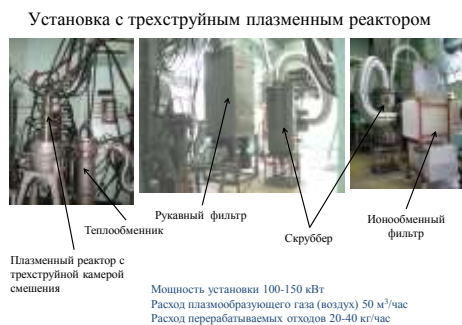 Установка с трехструйным плазменным реактором
Рукавный фильтр
Теплообменник
Скруббер
Ионообменный
фильтр
Плазменный реактор с
трехструйной камерой
смешения
Мощность установки 100-150 кВт
Расход плазмообразующего газа (воздух) 50 м³/час
Расход перерабатываемых отходов 20-40 кг/час